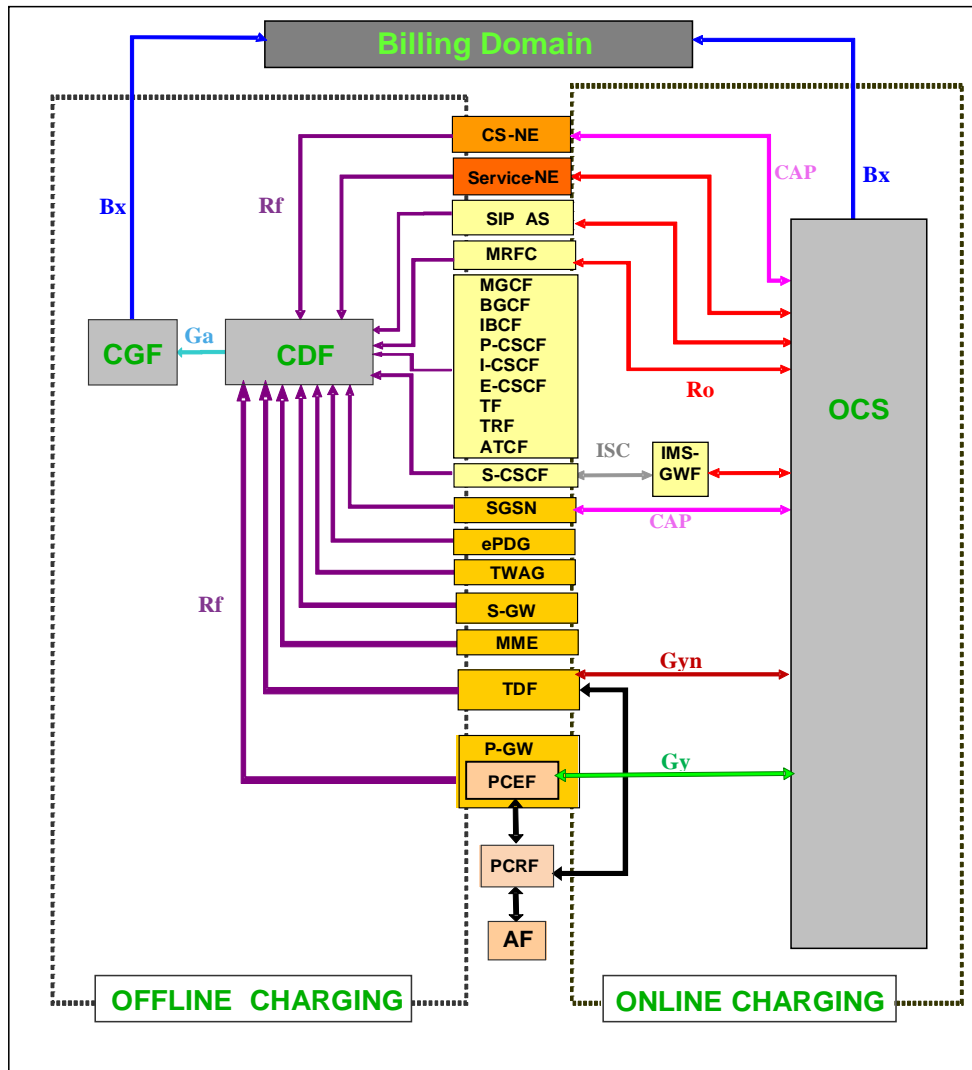 Billing Domain
CS-NE
CAP
Service-NE
Bx
Bx
Rf
SIP AS
MRFC
MGCF
BGCF
IBCF
P-CSCF
I-CSCF
E-CSCF
TF
TRF
ATCF
Ga
CGF
CDF
Ro
OCS
ISC
IMS-
GWF
S-CSCF
SGSN
CAP
ePDG
TWAG
Rf
S-GW
MME
Gyn
TDF
P-GW
PCEF
Gy
PCRF
AF
OFFLINE CHARGING
ONLINE CHARGING